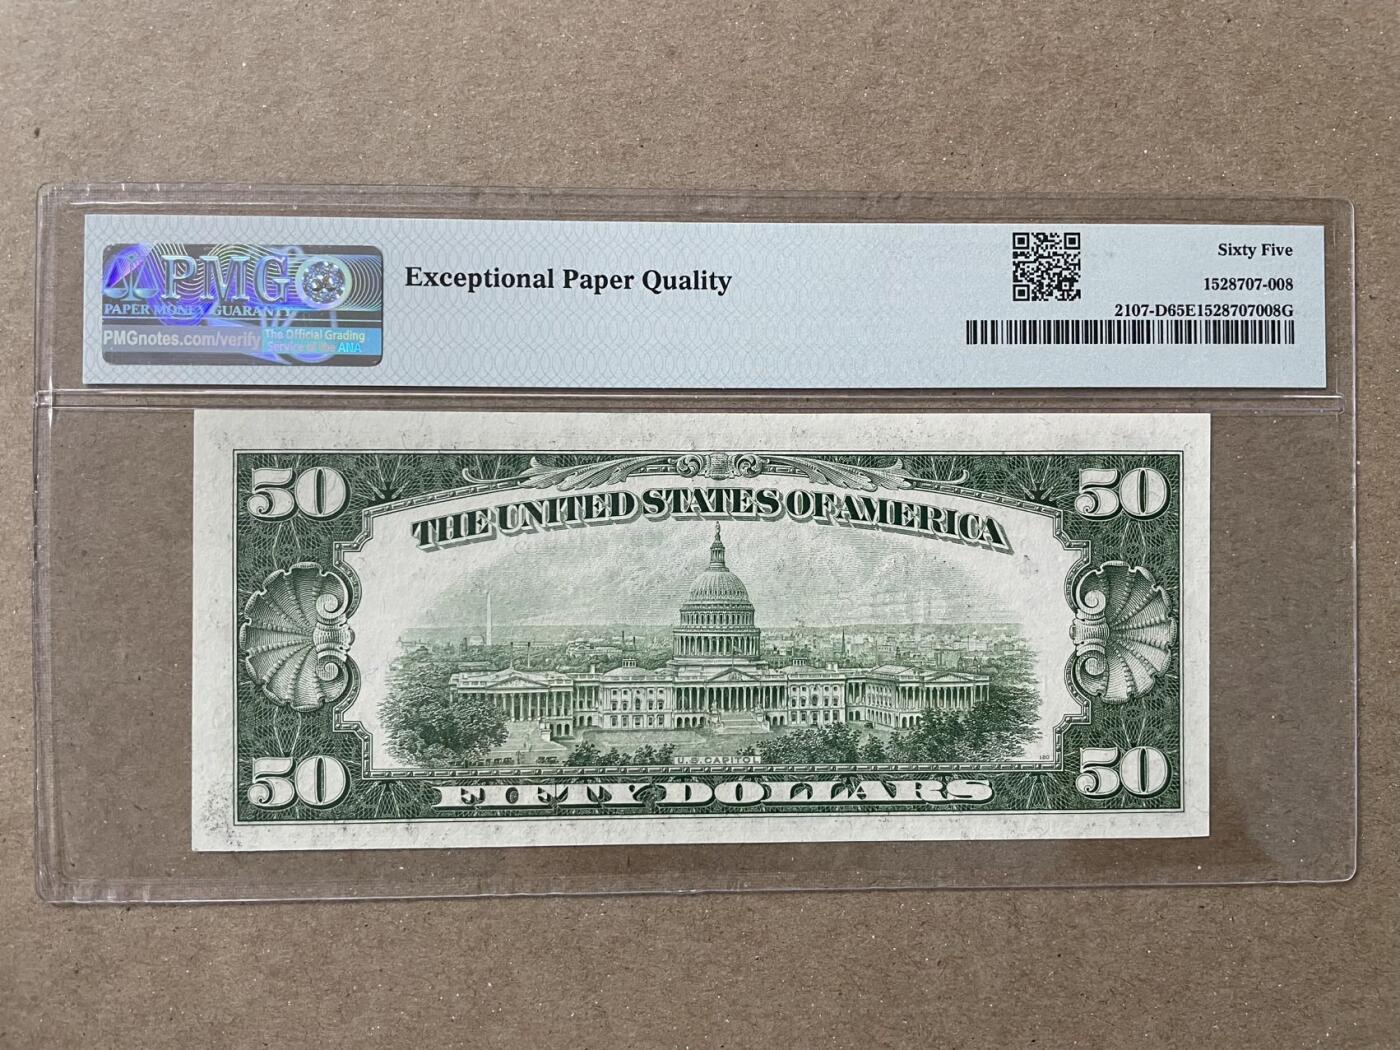 PMG
PAPER MONEY GUARANTY
PMGnotes.com/verify
The Official Grading
Service of the ANA
Exceptional Paper Quality
Sixty Five
1528707-008
2107-D65E1528707008G
50
50
THE UNITED STATES OF AMERICA
U.S. CAPITOL
180
50
50
FIFTY DOLLARS